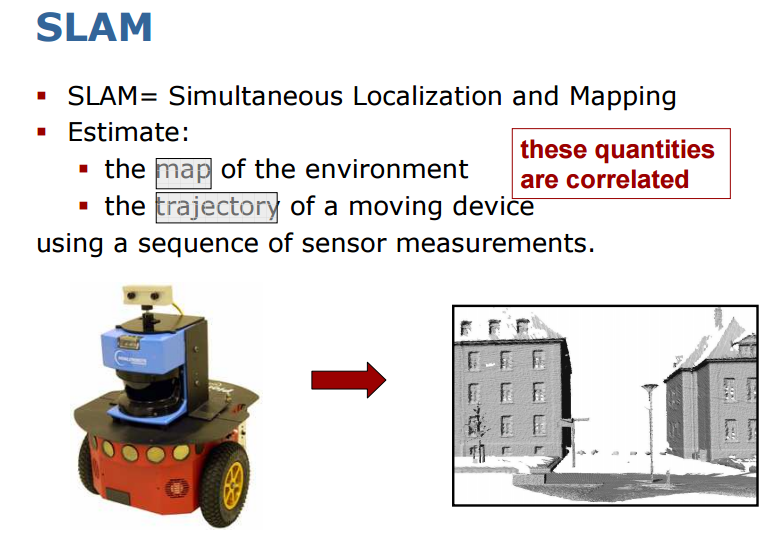 SLAM
SLAM= Simultaneous Localization and Mapping
Estimate:
the map of the environment
the trajectory of a moving device
these quantities
are correlated
using a sequence of sensor measurements.